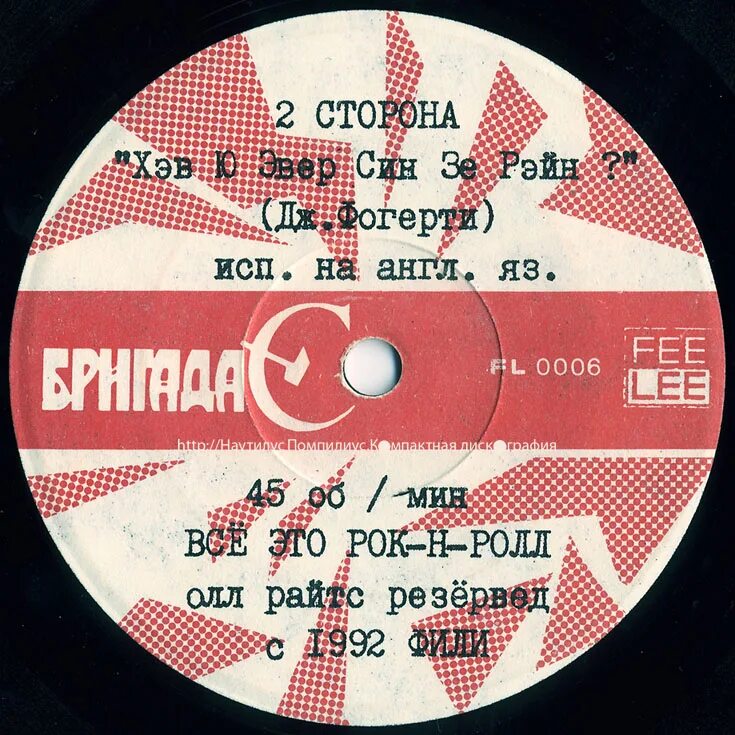 2 СТОРОНА
"Хэв Ю Эвер Син Зе Рэйн ?"
(Дж.Фогерти)
исп. на англ. яз.
БРИГАДА С
FL 0006
FEE
LEE
http://Наутилус Помпилиус Компактная дискография
45 об / мин
ВСЁ ЭТО РОК-Н-РОЛЛ
олл райтс резёрвед
с 1992 ФИЛИ